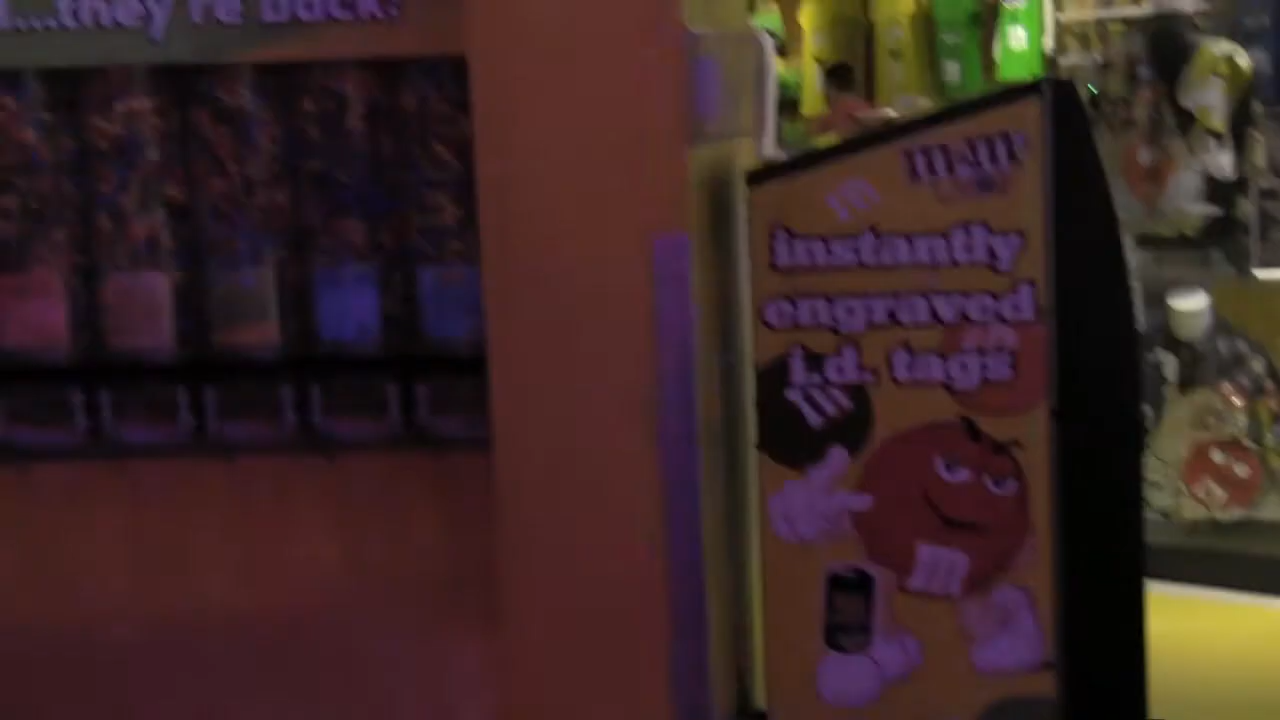 ...they're back!
m&m's
m
instantly
engraved
i.d. tags
m
m
m